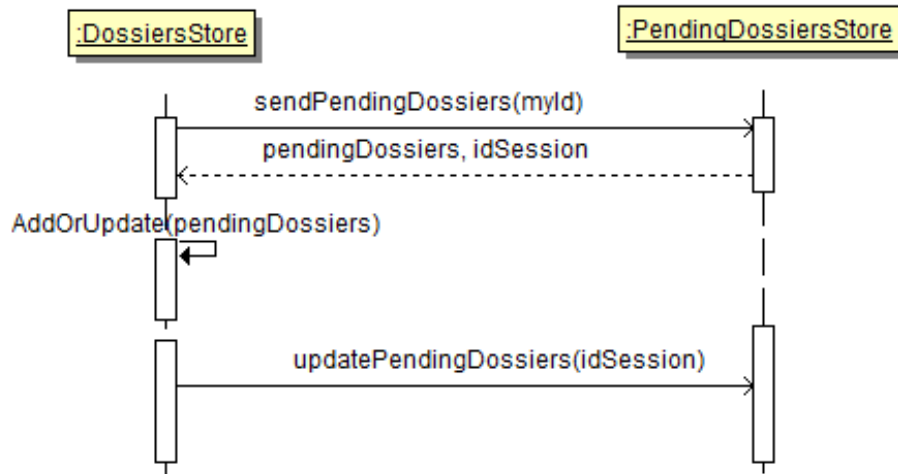 :DossiersStore
:PendingDossiersStore
sendPendingDossiers(myId)
pendingDossiers, idSession
AddOrUpdate(pendingDossiers)
updatePendingDossiers(idSession)